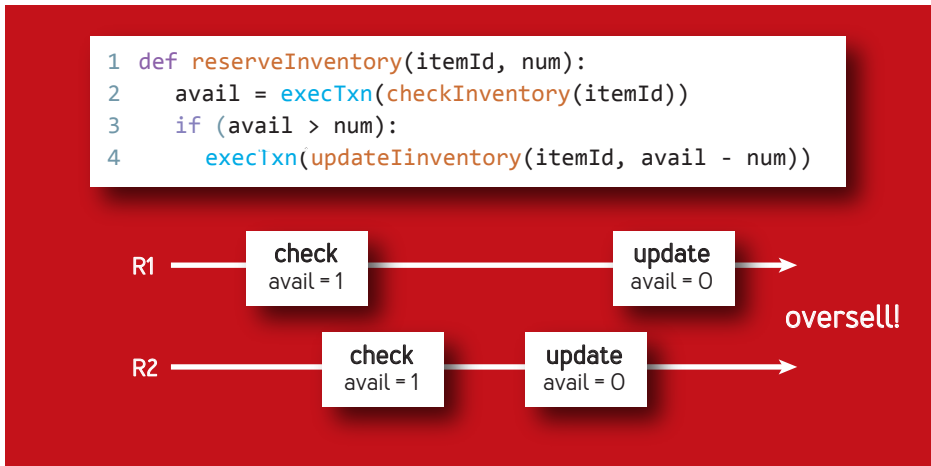 1 def reserveInventory(itemId, num):
2 avail = execTxn(checkInventory(itemId))
3 if (avail > num):
4 execTxn(updateIinventory(itemId, avail - num))
R1
check
avail = 1
update
avail = 0
oversell!
R2
check
avail = 1
update
avail = 0